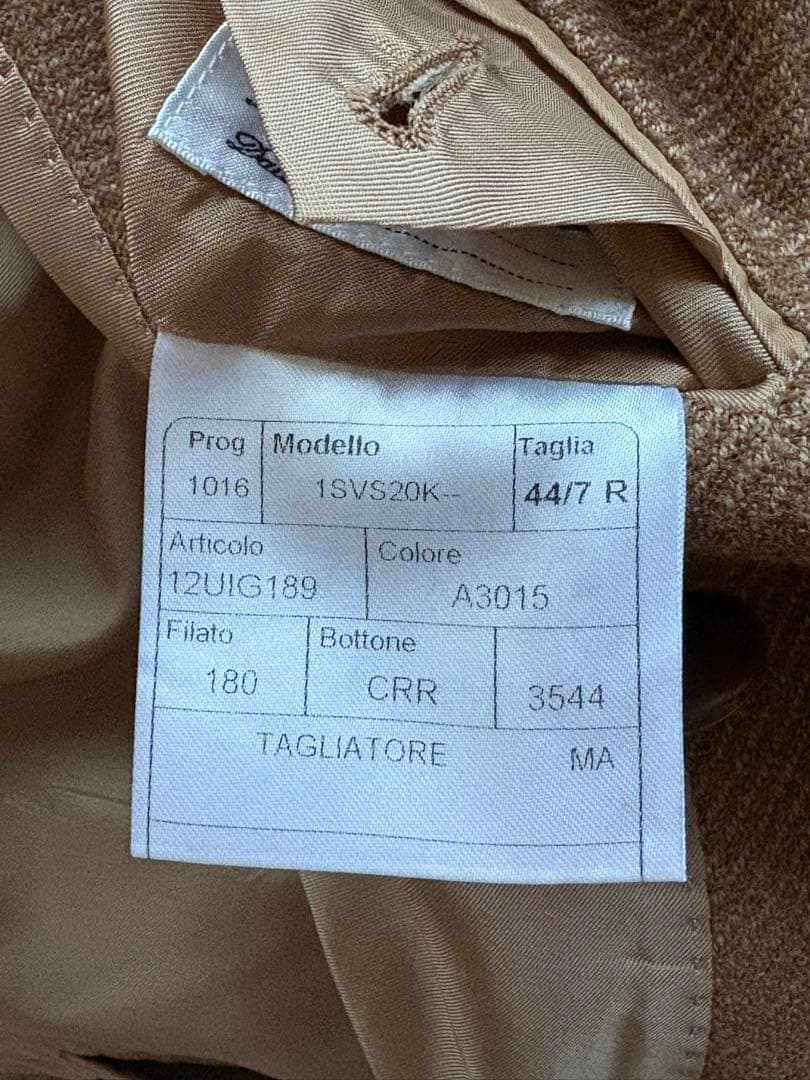 Prog Modello Taglia
1016 1SVS20K-- 44/7 R
Articolo Colore
12UIG189 A3015
Filato Bottone
180 CRR 3544
TAGLIATORE MA